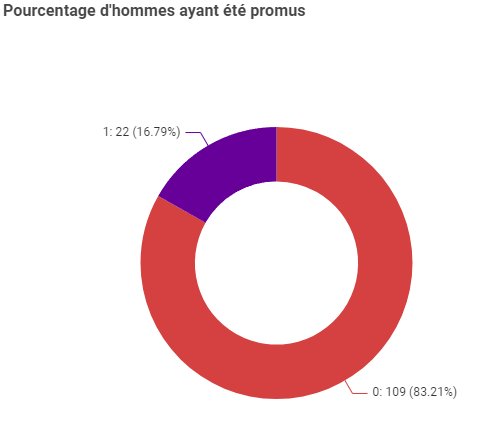 Pourcentage d'hommes ayant été promus
1: 22 (16.79%)
0: 109 (83.21%)